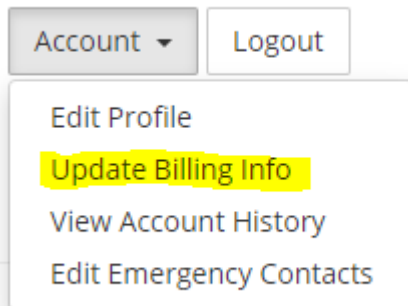 Account Logout
Edit Profile
Update Billing Info
View Account History
Edit Emergency Contacts